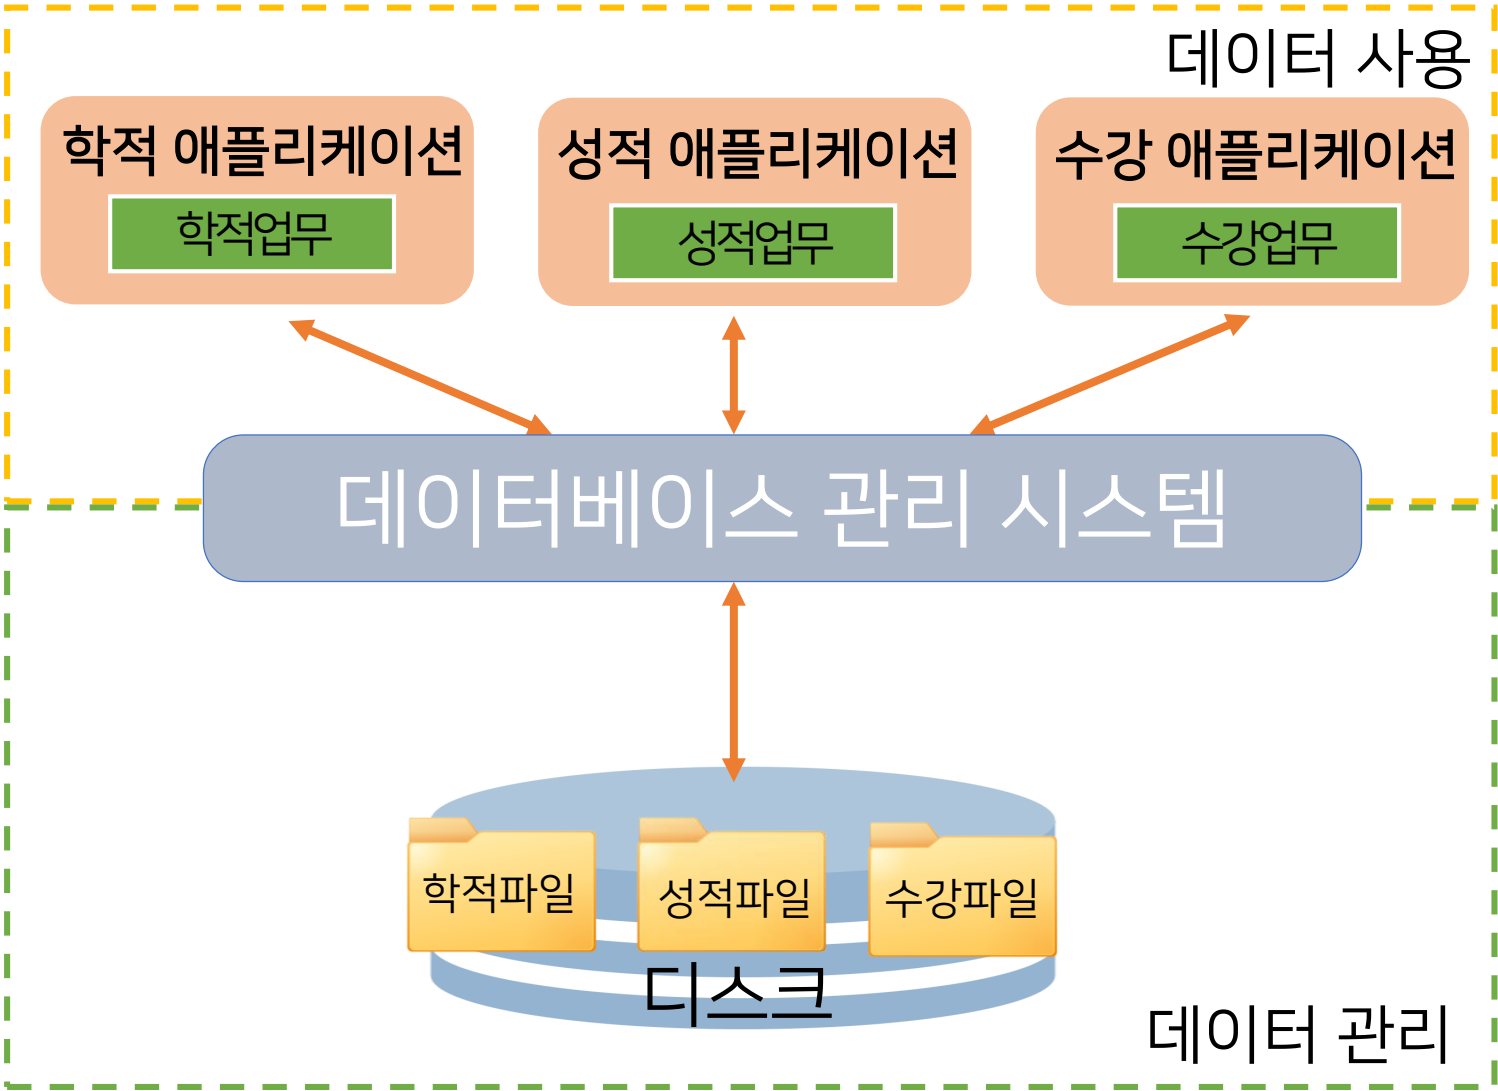 데이터 사용
학적 애플리케이션
학적업무
성적 애플리케이션
성적업무
수강 애플리케이션
수강업무
데이터베이스 관리 시스템
학적파일
성적파일
수강파일
디스크
데이터 관리